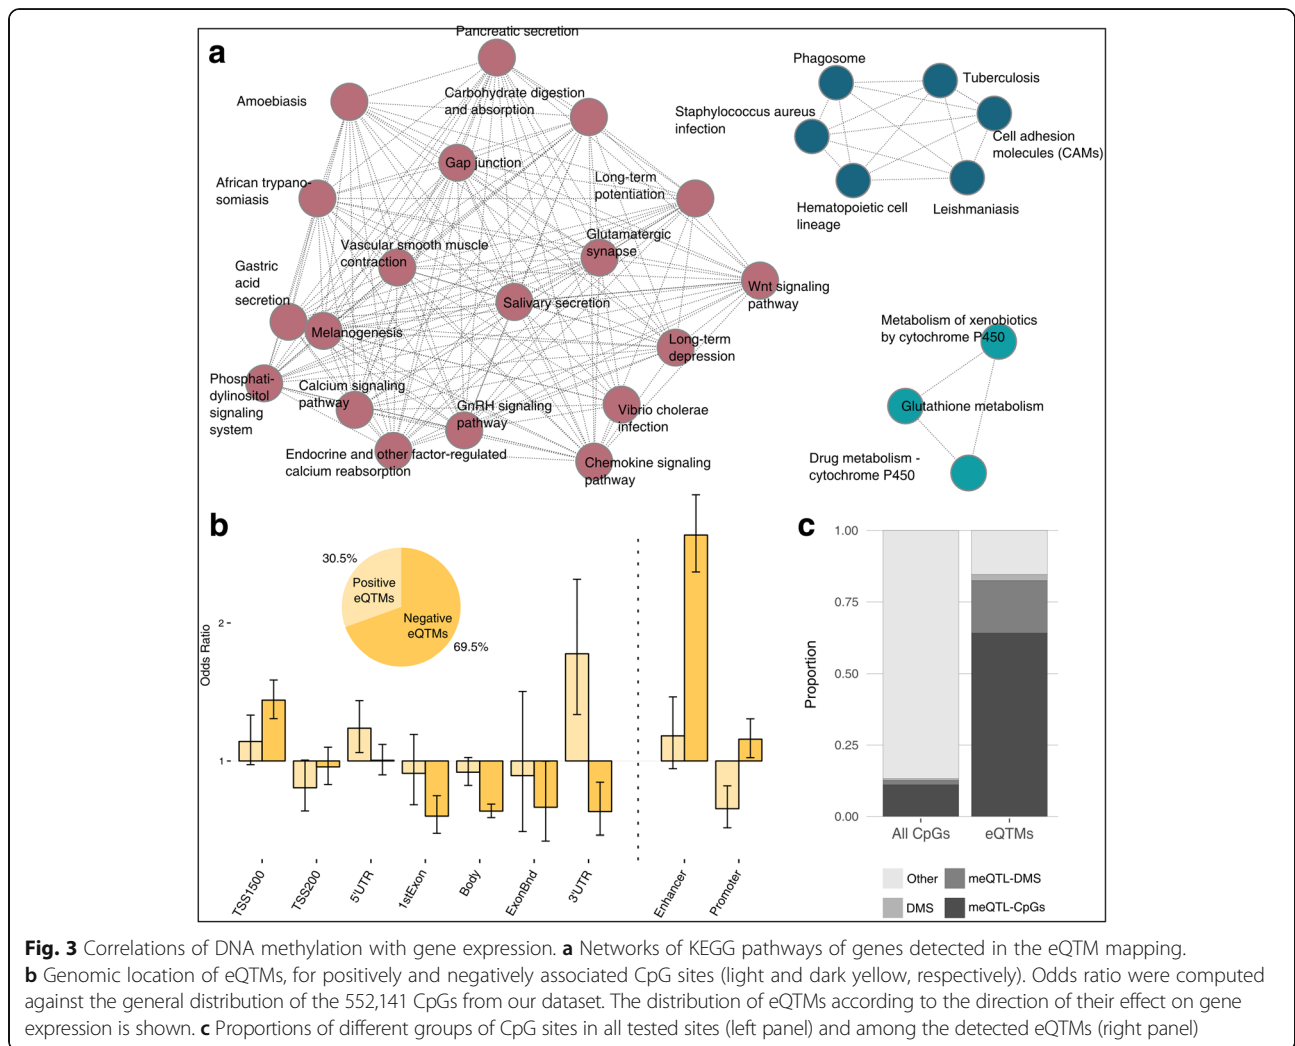 a
Pancreatic secretion
Amoebiasis
Carbohydrate digestion
and absorption
Gap junction
African trypano-
somiasis
Long-term
potentiation
Vascular smooth muscle
contraction
Glutamatergic
synapse
Gastric
acid
secretion
Salivary secretion
Wnt signaling
pathway
Melanogenesis
Long-term
depression
Phosphati-
dylinositol
signaling
system
Calcium signaling
pathway
GnRH signaling
pathway
Vibrio cholerae
infection
Endocrine and other factor-regulated
calcium reabsorption
Chemokine signaling
pathway
Phagosome
Tuberculosis
Staphylococcus aureus
infection
Cell adhesion
molecules (CAMs)
Hematopoietic cell
lineage
Leishmaniasis
Metabolism of xenobiotics
by cytochrome P450
Glutathione metabolism
Drug metabolism -
cytochrome P450
b
30.5%
Positive
eQTMs
Negative
eQTMs
69.5%
Odds Ratio
2
1
TSS1500
TSS200
5'UTR
1stExon
Body
ExonBnd
3'UTR
Enhancer
Promoter
c
Proportion
1.00
0.75
0.50
0.25
0.00
All CpGs
eQTMs
Other
meQTL-DMS
DMS
meQTL-CpGs
Fig. 3 Correlations of DNA methylation with gene expression. a Networks of KEGG pathways of genes detected in the eQTM mapping.
b Genomic location of eQTMs, for positively and negatively associated CpG sites (light and dark yellow, respectively). Odds ratio were computed
against the general distribution of the 552,141 CpGs from our dataset. The distribution of eQTMs according to the direction of their effect on gene
expression is shown. c Proportions of different groups of CpG sites in all tested sites (left panel) and among the detected eQTMs (right panel)